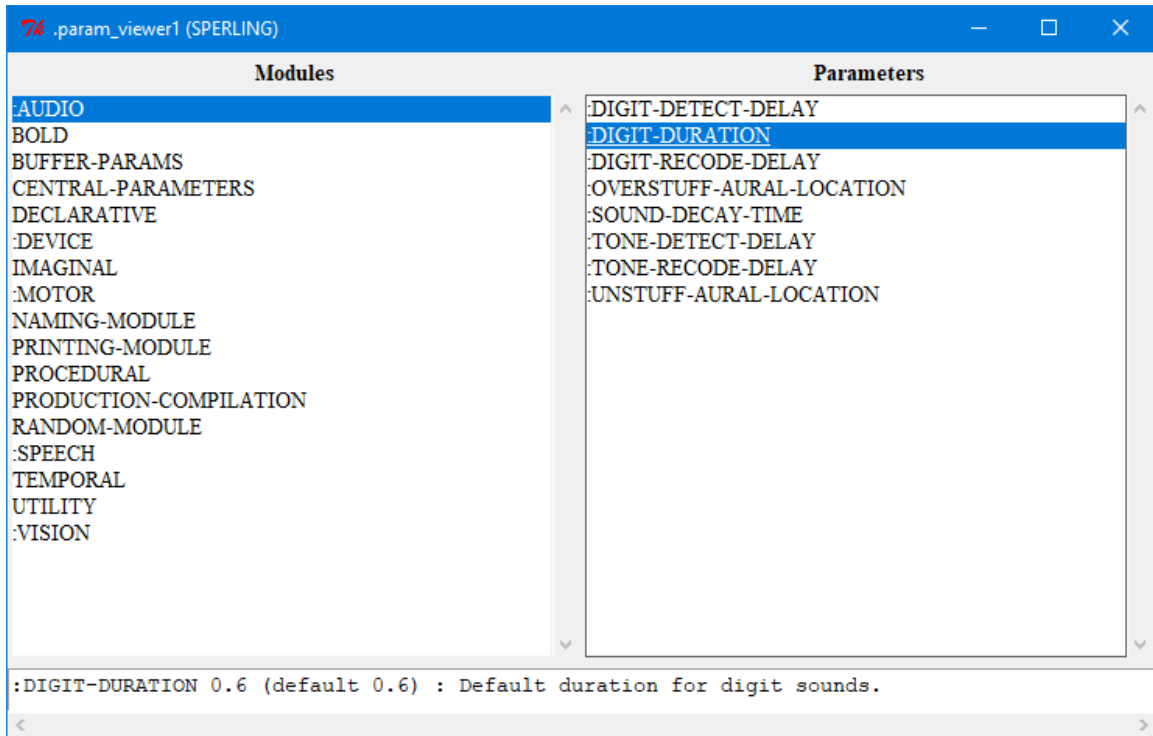 .param_viewer1 (SPERLING)
Modules
:AUDIO
BOLD
BUFFER-PARAMS
CENTRAL-PARAMETERS
DECLARATIVE
:DEVICE
IMAGINAL
:MOTOR
NAMING-MODULE
PRINTING-MODULE
PROCEDURAL
PRODUCTION-COMPILATION
RANDOM-MODULE
:SPEECH
TEMPORAL
UTILITY
:VISION
Parameters
:DIGIT-DETECT-DELAY
:DIGIT-DURATION
:DIGIT-RECODE-DELAY
:OVERSTUFF-AURAL-LOCATION
:SOUND-DECAY-TIME
:TONE-DETECT-DELAY
:TONE-RECODE-DELAY
:UNSTUFF-AURAL-LOCATION
:DIGIT-DURATION 0.6 (default 0.6) : Default duration for digit sounds.